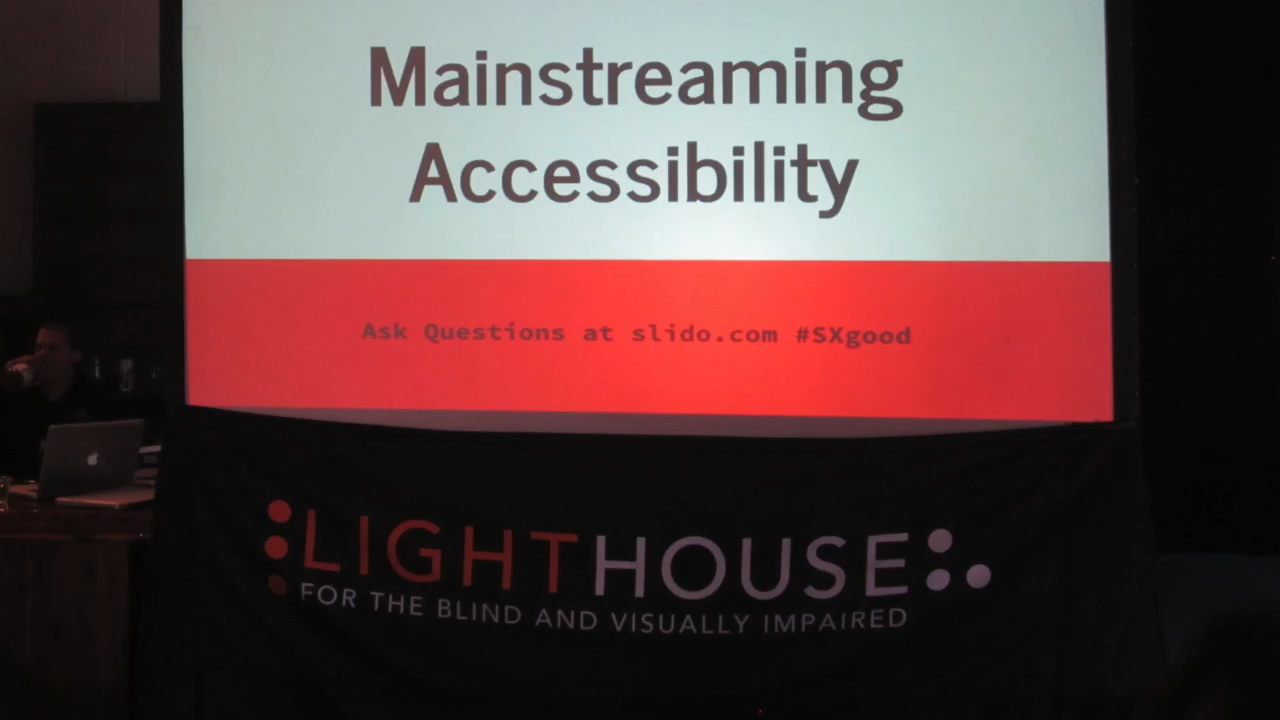 Mainstreaming
Accessibility
Ask Questions at slido.com #SXgood
LIGHTHOUSE
FOR THE BLIND AND VISUALLY IMPAIRED